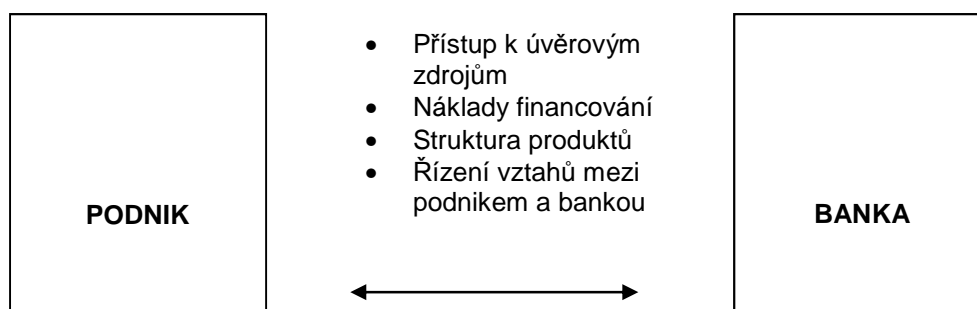 • Přístup k úvěrovým
zdrojům
• Náklady financování
• Struktura produktů
• Řízení vztahů mezi
podnikem a bankou
PODNIK
BANKA